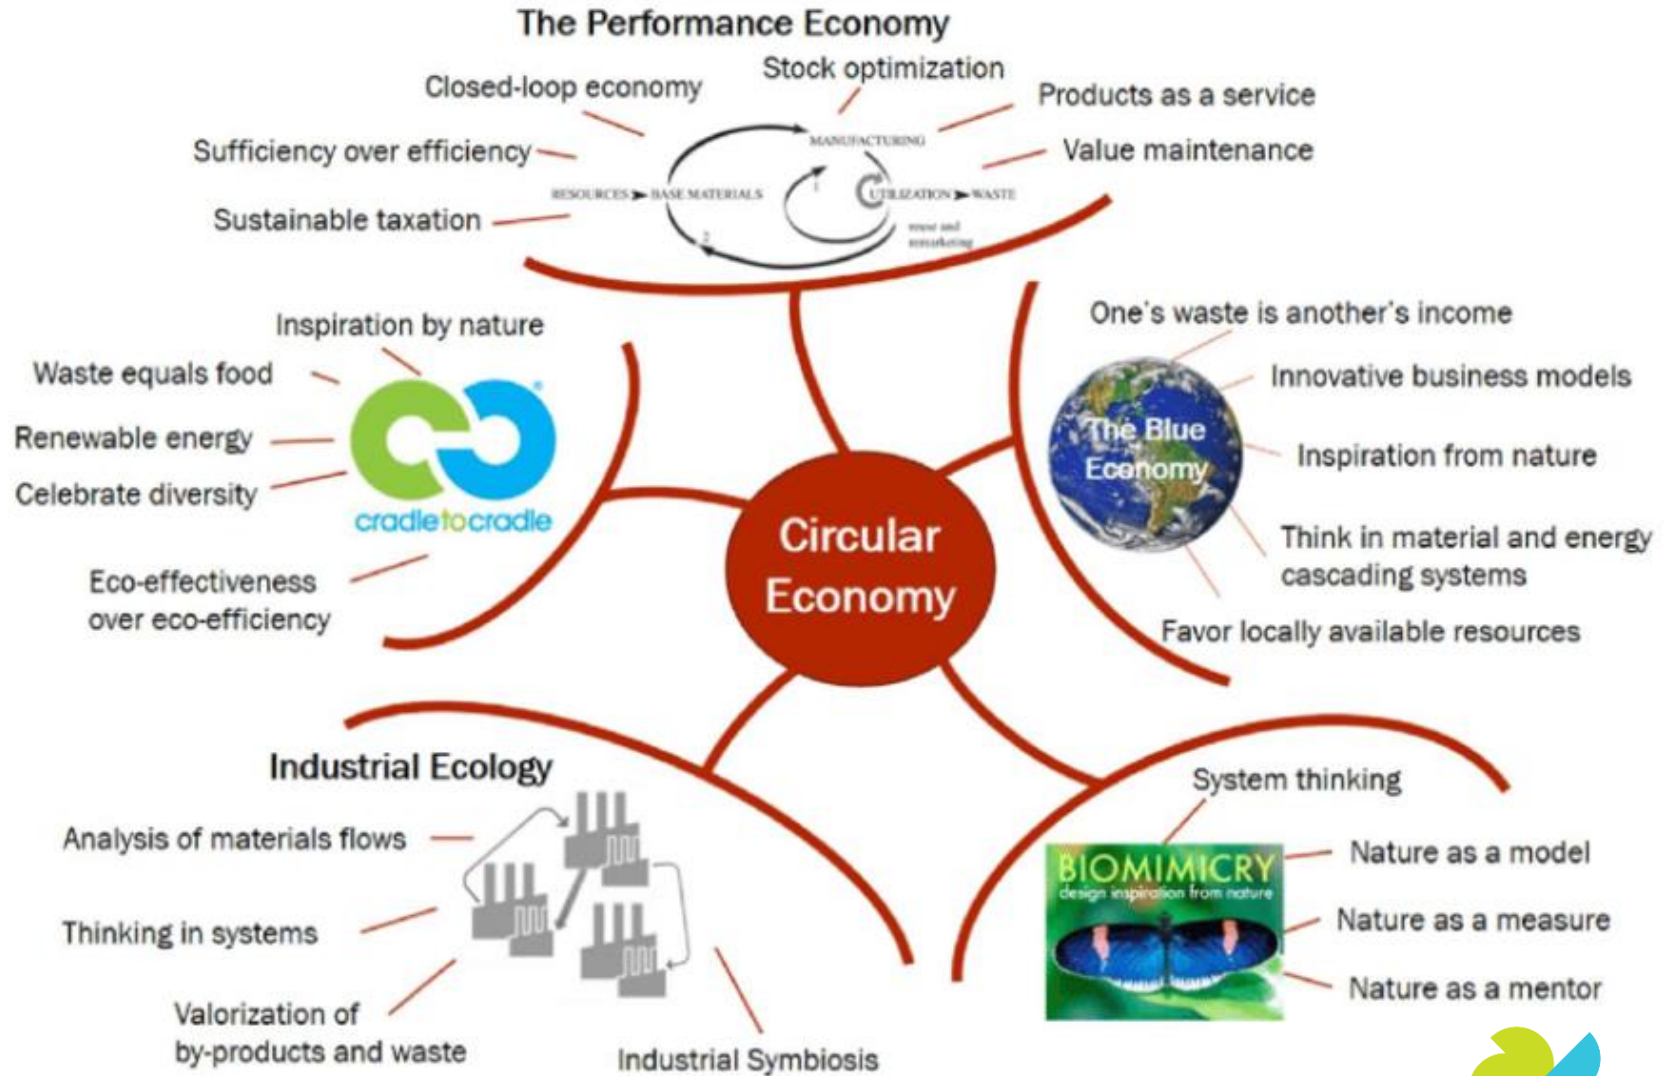 The Performance Economy
Stock optimization
Closed-loop economy
Products as a service
Sufficiency over efficiency
Value maintenance
Sustainable taxation
MANUFACTURING
1
RESOURCES
BASE MATERIALS
UTILIZATION
WASTE
2
reuse and
remarketing
Inspiration by nature
Waste equals food
Renewable energy
Celebrate diversity
cradletocradle
®
Eco-effectiveness
over eco-efficiency
One's waste is another's income
Innovative business models
The Blue
Economy
Inspiration from nature
Think in material and energy
cascading systems
Favor locally available resources
Circular
Economy
Industrial Ecology
Analysis of materials flows
Thinking in systems
Valorization of
by-products and waste
Industrial Symbiosis
System thinking
BIOMIMICRY
design inspiration from nature
Nature as a model
Nature as a measure
Nature as a mentor